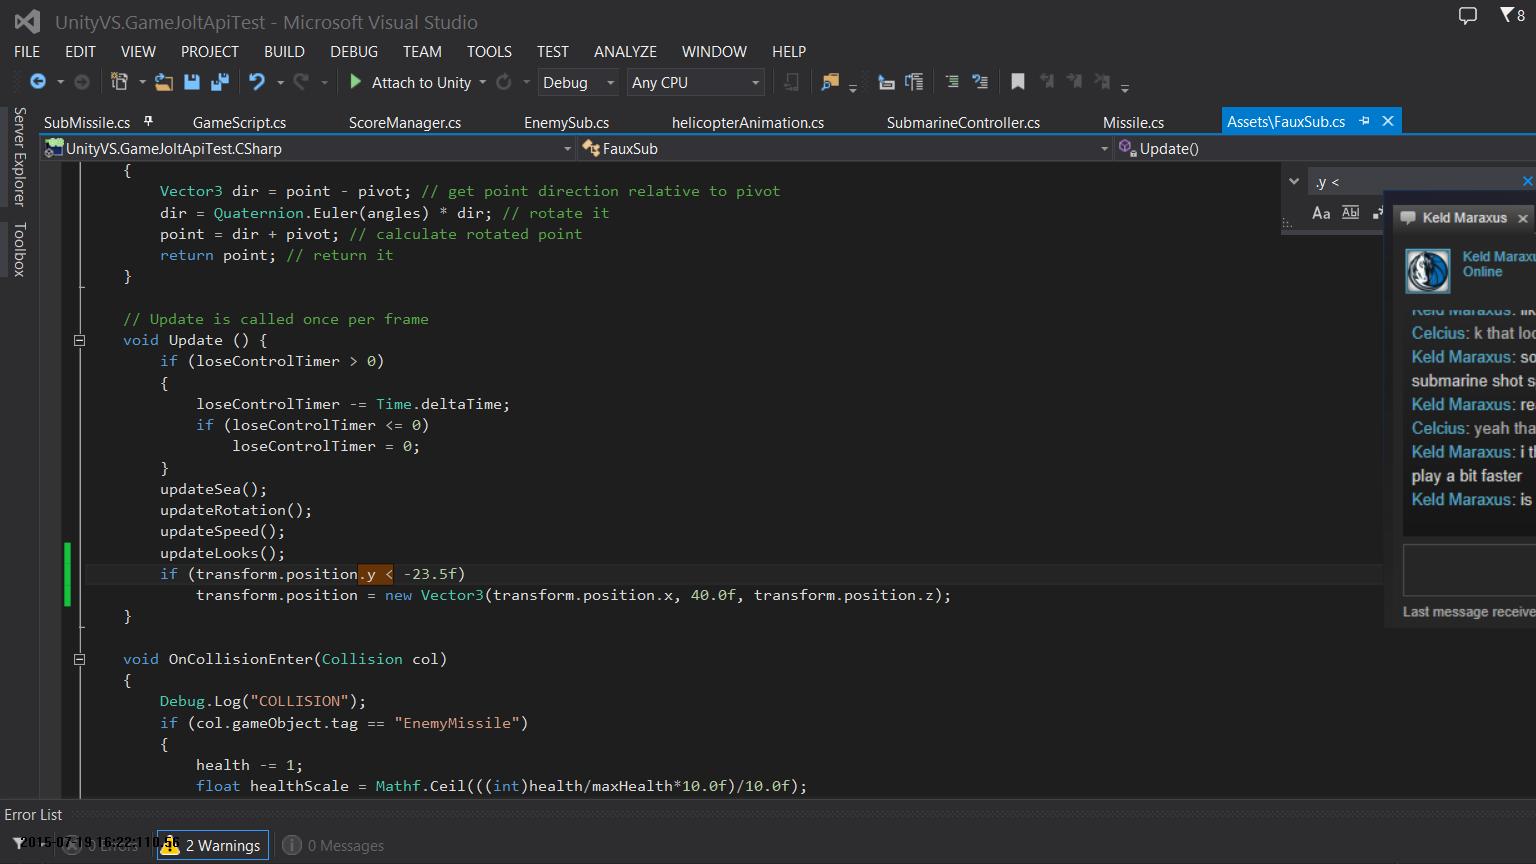 UnityVS.GameJoltApiTest - Microsoft Visual Studio
8
FILE EDIT VIEW PROJECT BUILD DEBUG TEAM TOOLS TEST ANALYZE WINDOW HELP
Attach to Unity Debug Any CPU
Server Explorer
Toolbox
SubMissile.cs GameScript.cs ScoreManager.cs EnemySub.cs helicopterAnimation.cs SubmarineController.cs Missile.cs Assets\FauxSub.cs
UnityVS.GameJoltApiTest.CSharp FauxSub Update()
{
Vector3 dir = point - pivot; // get point direction relative to pivot
dir = Quaternion.Euler(angles) * dir; // rotate it
point = dir + pivot; // calculate rotated point
return point; // return it
}
// Update is called once per frame
void Update () {
if (loseControlTimer > 0)
{
loseControlTimer -= Time.deltaTime;
if (loseControlTimer <= 0)
loseControlTimer = 0;
}
updateSea();
updateRotation();
updateSpeed();
updateLooks();
if (transform.position.y < -23.5f)
transform.position = new Vector3(transform.position.x, 40.0f, transform.position.z);
}
void OnCollisionEnter(Collision col)
{
Debug.Log("COLLISION");
if (col.gameObject.tag == "EnemyMissile")
{
health -= 1;
float healthScale = Mathf.Ceil(((int)health/maxHealth*10.0f)/10.0f);
.y <
Aa Abl
Keld Maraxus
Keld Maraxu
Online
Keld Maraxus:
Celcius: k that loo
Keld Maraxus: so
submarine shot s
Keld Maraxus: re
Celcius: yeah tha
Keld Maraxus: i t
play a bit faster
Keld Maraxus: is
Last message receive
Error List
0 Errors 2 Warnings 0 Messages